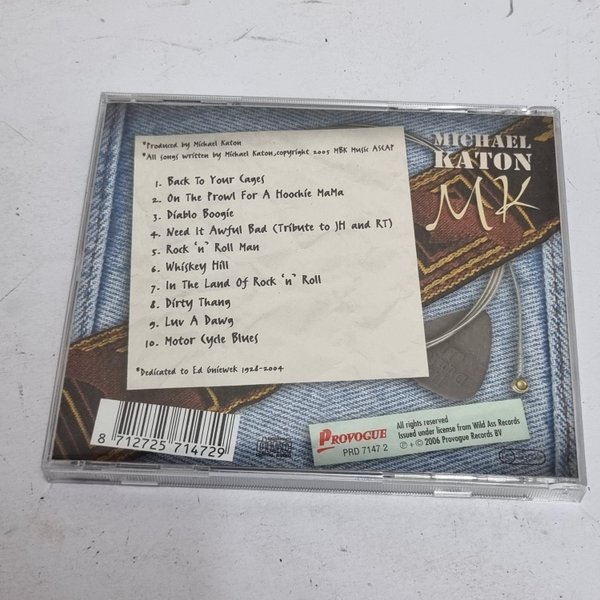 *Produced by Michael Katon
*All songs written by Michael Katon, copyright 2005 MBK Music ASCAP
1. Back To Your Cages
2. On The Prowl For A Hoochie MaMa
3. Diablo Boogie
4. Need It Awful Bad (Tribute to JH and RT)
5. Rock 'n' Roll Man
6. Whiskey Hill
7. In The Land Of Rock 'n' Roll
8. Dirty Thang
9. Luv A Dawg
10. Motor Cycle Blues
*Dedicated to Ed Gniewek 1928-2004
MICHAEL
KATON
MK
8 712725 714729
PROVOGUE
PRD 7147 2
All rights reserved
Issued under license from Wild Ass Records
℗ + © 2006 Provogue Records BV